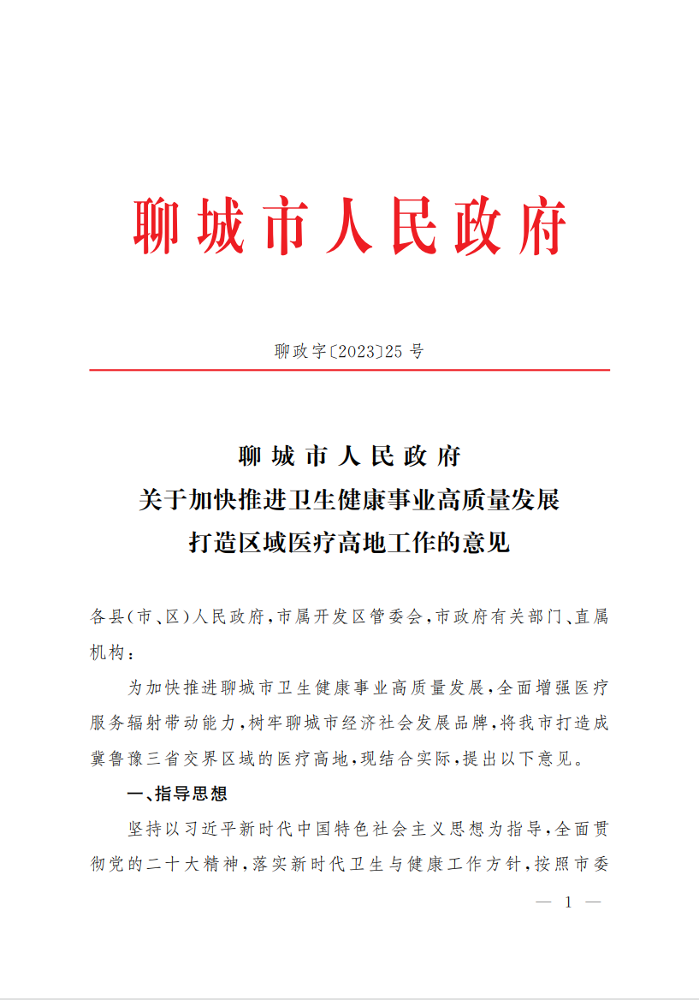 聊城市人民政府
聊政字〔2023〕25 号
聊城市人民政府
关于加快推进卫生健康事业高质量发展
打造区域医疗高地工作的意见
各县(市、区)人民政府,市属开发区管委会,市政府有关部门、直属
机构:
为加快推进聊城市卫生健康事业高质量发展,全面增强医疗
服务辐射带动能力,树牢聊城市经济社会发展品牌,将我市打造成
冀鲁豫三省交界区域的医疗高地,现结合实际,提出以下意见。
一、指导思想
坚持以习近平新时代中国特色社会主义思想为指导,全面贯
彻党的二十大精神,落实新时代卫生与健康工作方针,按照市委
— 1 —